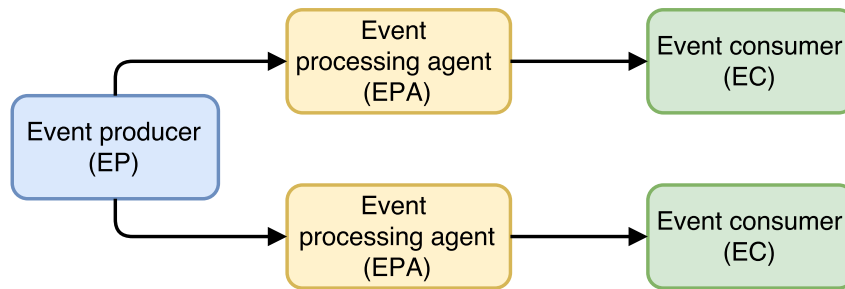 Event
processing agent
(EPA)
Event consumer
(EC)
Event producer
(EP)
Event
processing agent
(EPA)
Event consumer
(EC)